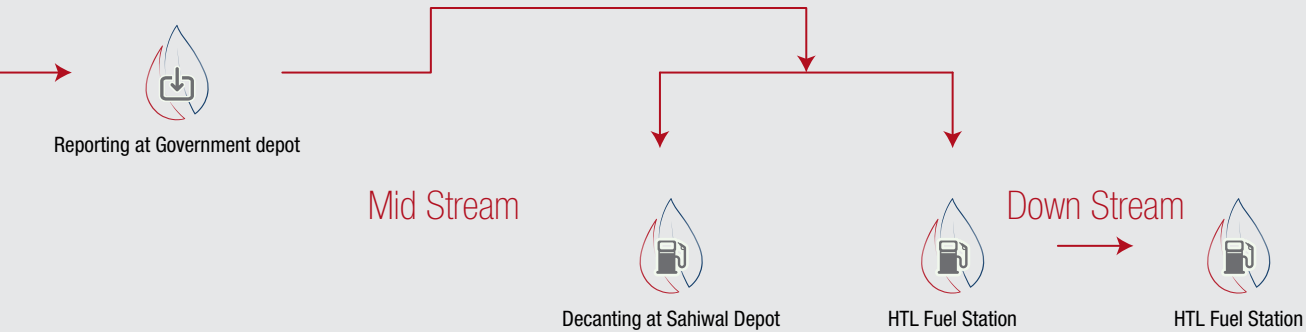 Reporting at Government depot
Mid Stream
Down Stream
Decanting at Sahiwal Depot
HTL Fuel Station
HTL Fuel Station